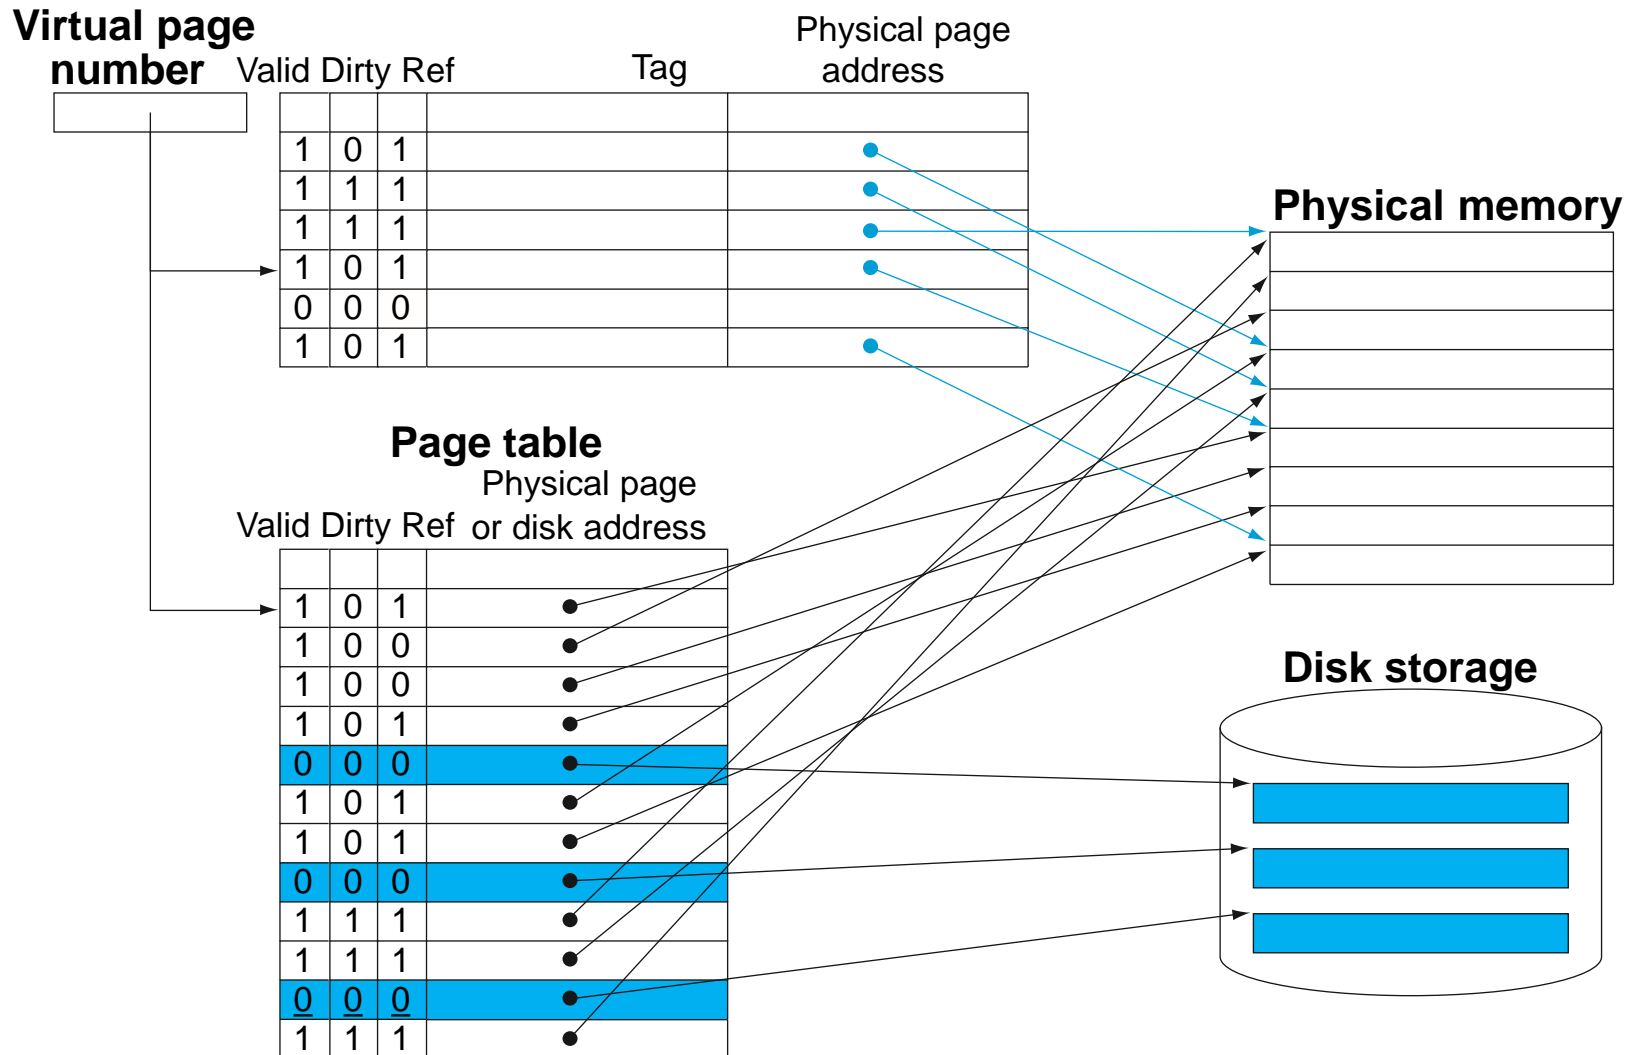 Virtual page
number
Valid Dirty Ref
Tag
Physical page
address
1 0 1
1 1 1
1 1 1
1 0 1
0 0 0
1 0 1
Physical memory
Page table
Physical page
Valid Dirty Ref or disk address
1 0 1
1 0 0
1 0 0
1 0 1
0 0 0
1 0 1
1 0 1
0 0 0
1 1 1
1 1 1
0 0 0
1 1 1
Disk storage